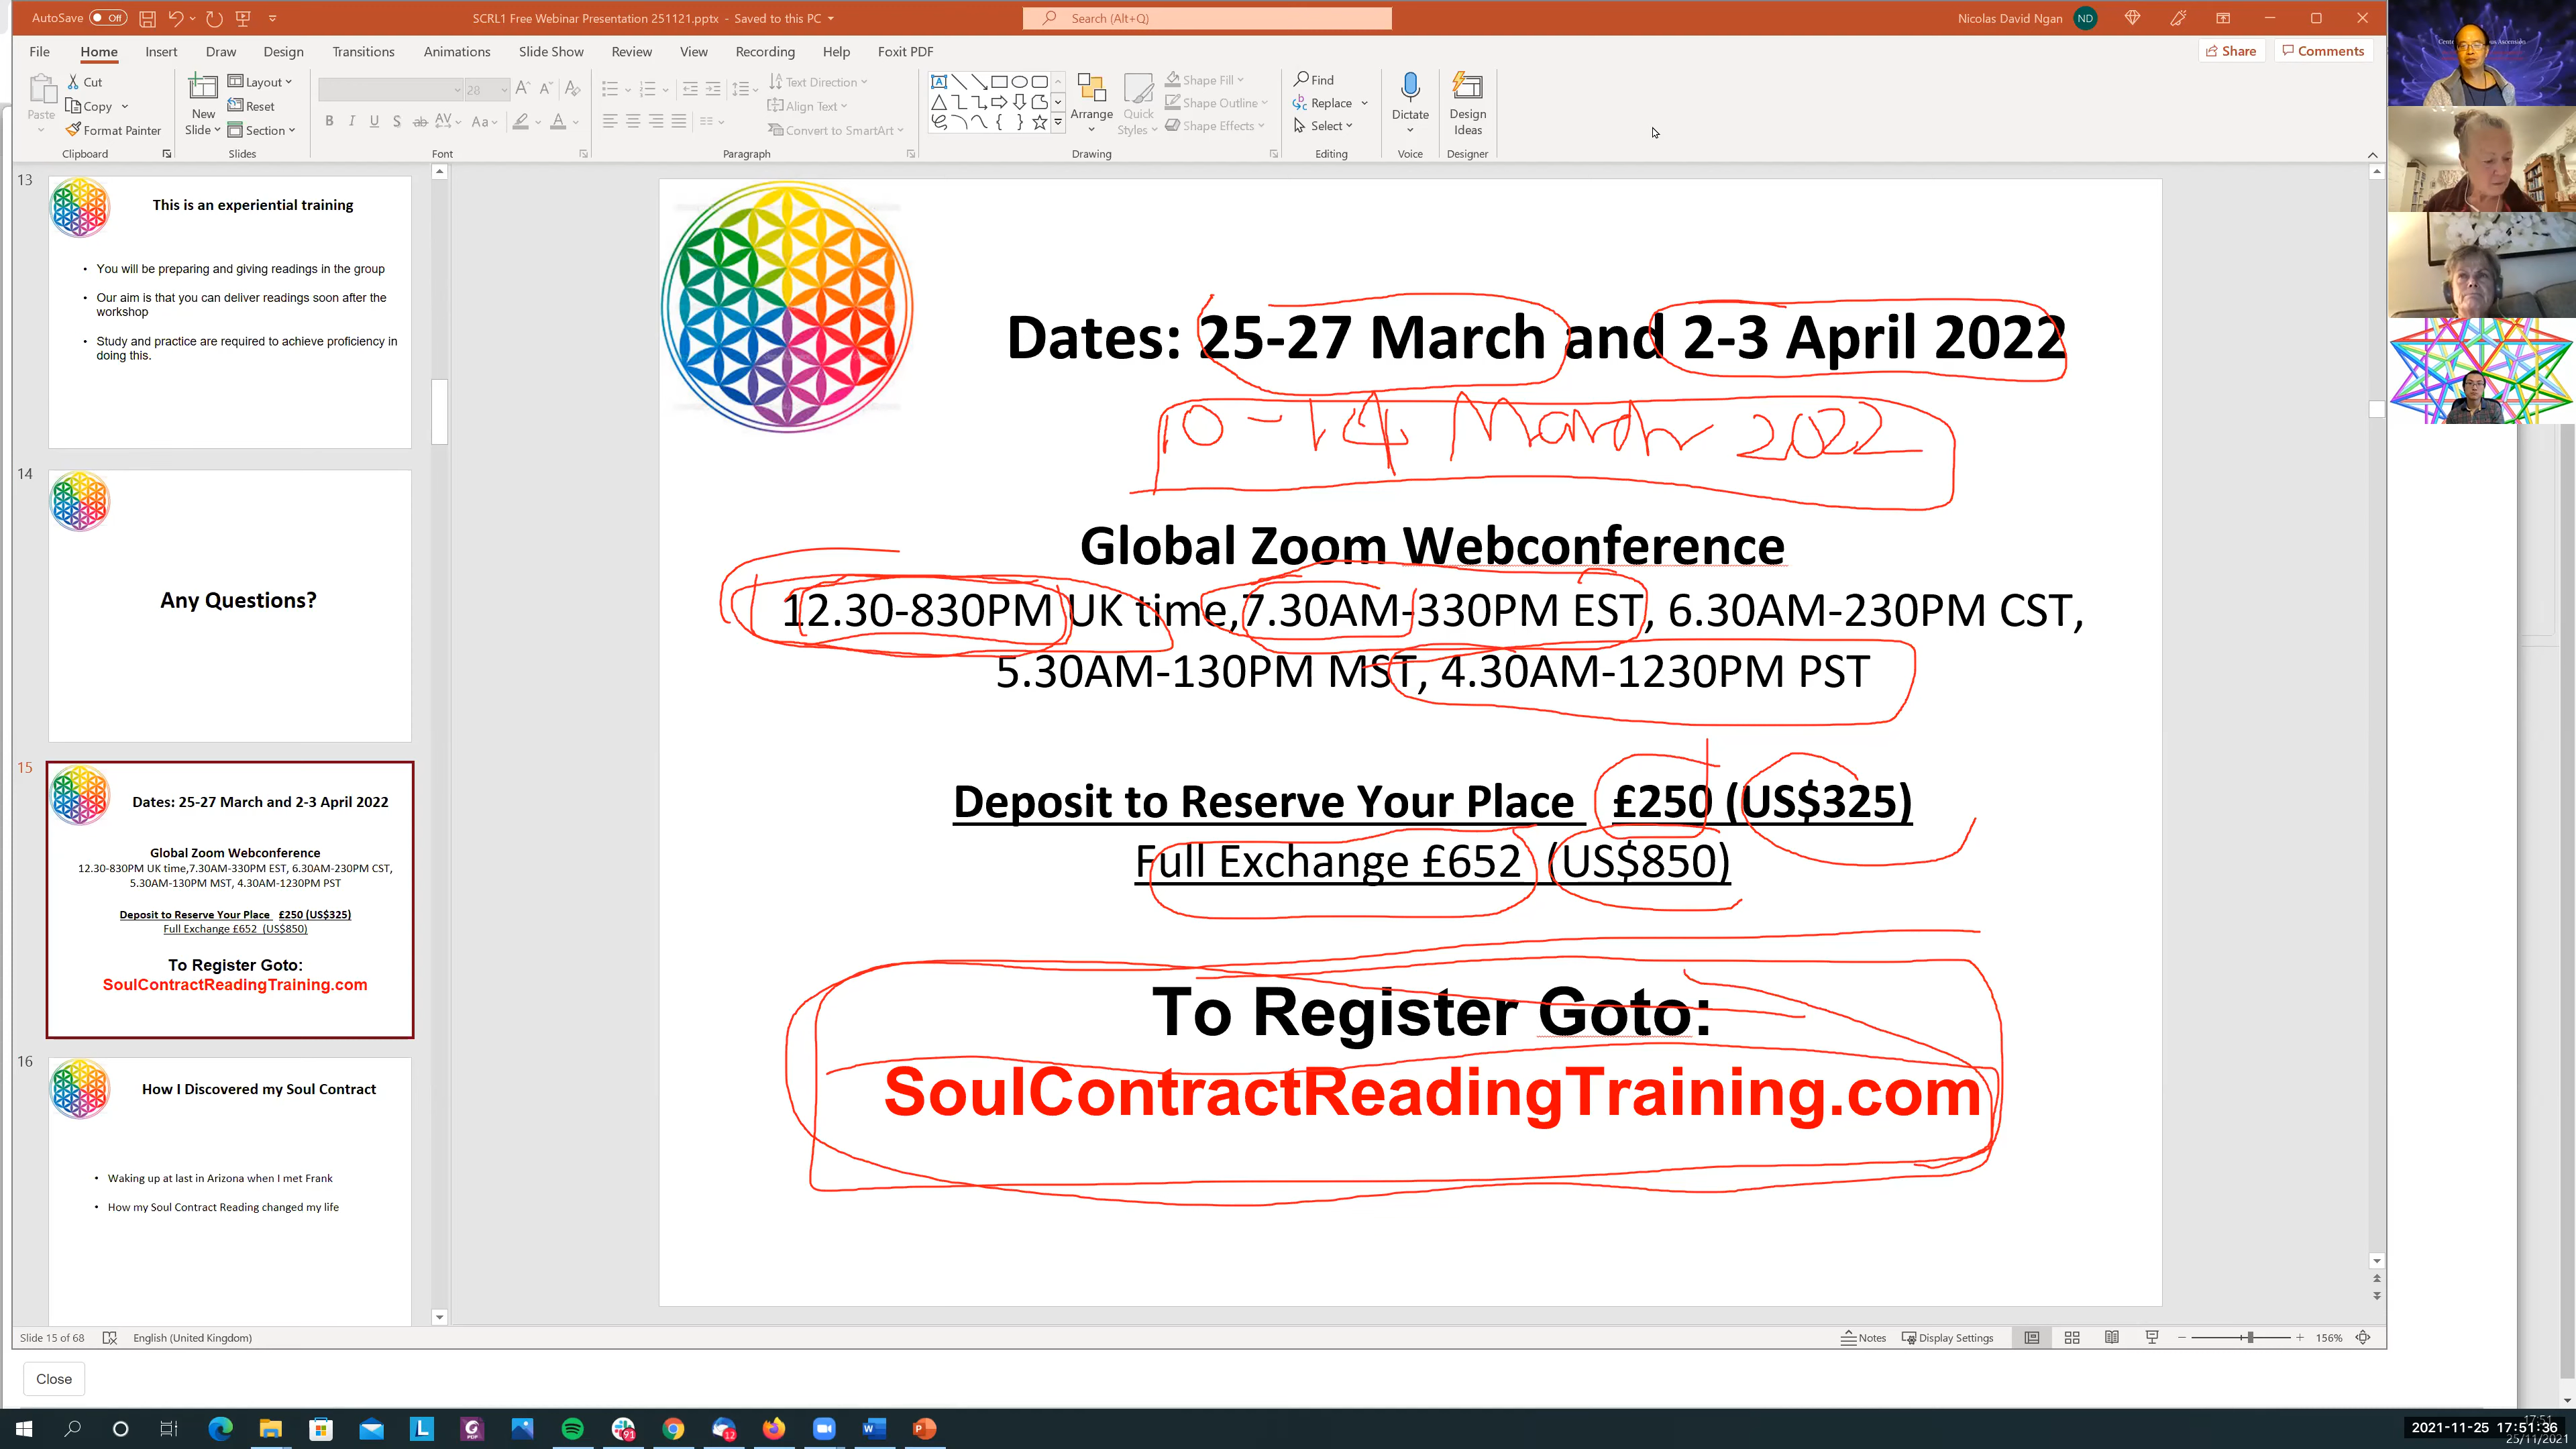 AutoSave Off
SCRL1 Free Webinar Presentation 251121.pptx - Saved to this PC
Search (Alt+Q)
Nicolas David Ngan ND
File Home Insert Draw Design Transitions Animations Slide Show Review View Recording Help Foxit PDF
Share Comments
Paste
Cut
Copy
Format Painter
Clipboard
New Slide
Layout
Reset
Section
Slides
28
Font
Text Direction
Align Text
Convert to SmartArt
Paragraph
Arrange
Quick Styles
Shape Fill
Shape Outline
Shape Effects
Drawing
Find
Replace
Select
Editing
Dictate
Voice
Design Ideas
Designer
13
This is an experiential training
• You will be preparing and giving readings in the group
• Our aim is that you can deliver readings soon after the
workshop
• Study and practice are required to achieve proficiency in
doing this.
14
Any Questions?
15
Dates: 25-27 March and 2-3 April 2022
Global Zoom Webconference
12.30-830PM UK time,7.30AM-330PM EST, 6.30AM-230PM CST,
5.30AM-130PM MST, 4.30AM-1230PM PST
Deposit to Reserve Your Place £250 (US$325)
Full Exchange £652 (US$850)
To Register Goto:
SoulContractReadingTraining.com
16
How I Discovered my Soul Contract
• Waking up at last in Arizona when I met Frank
• How my Soul Contract Reading changed my life
Dates: 25-27 March and 2-3 April 2022
10-14 March 2022
Global Zoom Webconference
12.30-830PM UK time,7.30AM-330PM EST, 6.30AM-230PM CST,
5.30AM-130PM MST, 4.30AM-1230PM PST
Deposit to Reserve Your Place £250 (US$325)
Full Exchange £652 (US$850)
To Register Goto:
SoulContractReadingTraining.com
Slide 15 of 68
English (United Kingdom)
Notes
Display Settings
156%
Close
91
12
17:51
2021-11-25 17:51:36
25/11/2021